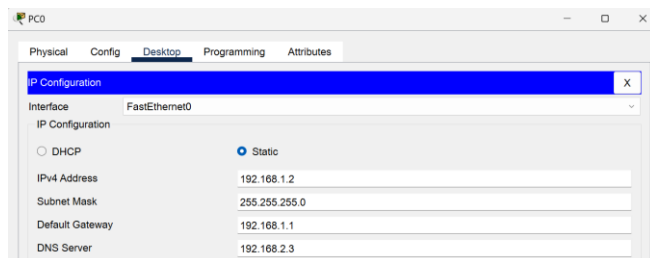 PC0
Physical Config Desktop Programming Attributes
IP Configuration X
Interface FastEthernet0
IP Configuration
DHCP Static
IPv4 Address 192.168.1.2
Subnet Mask 255.255.255.0
Default Gateway 192.168.1.1
DNS Server 192.168.2.3